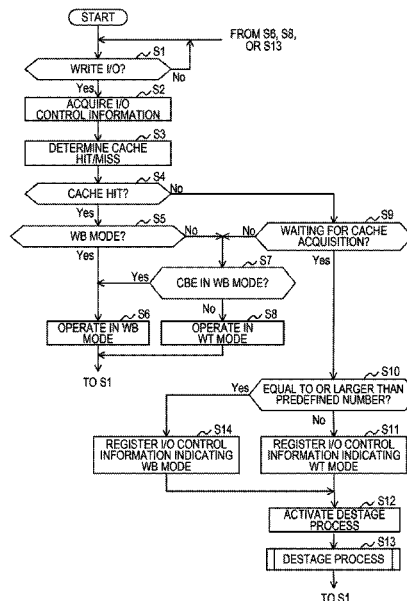 START
FROM S6, S8,
OR S13
S1
WRITE I/O?
No
Yes
S2
ACQUIRE I/O
CONTROL INFORMATION
S3
DETERMINE CACHE
HIT/MISS
S4
CACHE HIT?
No
Yes
S5
WB MODE?
No
No
S9
WAITING FOR CACHE
ACQUISITION?
Yes
S7
Yes
CBE IN WB MODE?
Yes
No
S6
OPERATE IN WB
MODE
S8
OPERATE IN
WT MODE
TO S1
S10
Yes
EQUAL TO OR LARGER THAN
PREDEFINED NUMBER?
No
S14
REGISTER I/O CONTROL
INFORMATION INDICATING
WB MODE
S11
REGISTER I/O CONTROL
INFORMATION INDICATING
WT MODE
S12
ACTIVATE DESTAGE
PROCESS
S13
DESTAGE PROCESS
TO S1